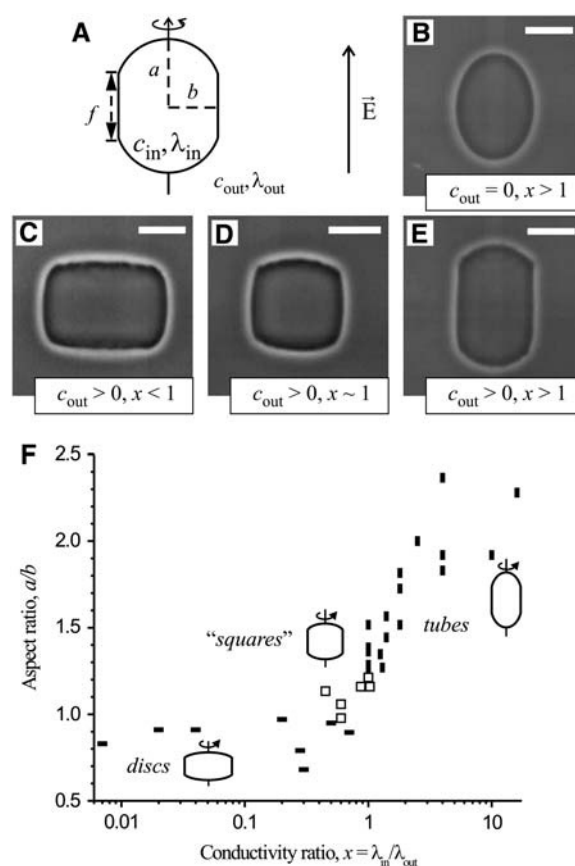 A
B
a
b
f
c_in, λ_in
c_out, λ_out
E⃗
c_out = 0, x > 1
C
D
E
c_out > 0, x < 1
c_out > 0, x ~ 1
c_out > 0, x > 1
F
2.5
2.0
1.5
1.0
0.5
Aspect ratio, a/b
"squares"
tubes
discs
0.01
0.1
1
10
Conductivity ratio, x = λ_in/λ_out